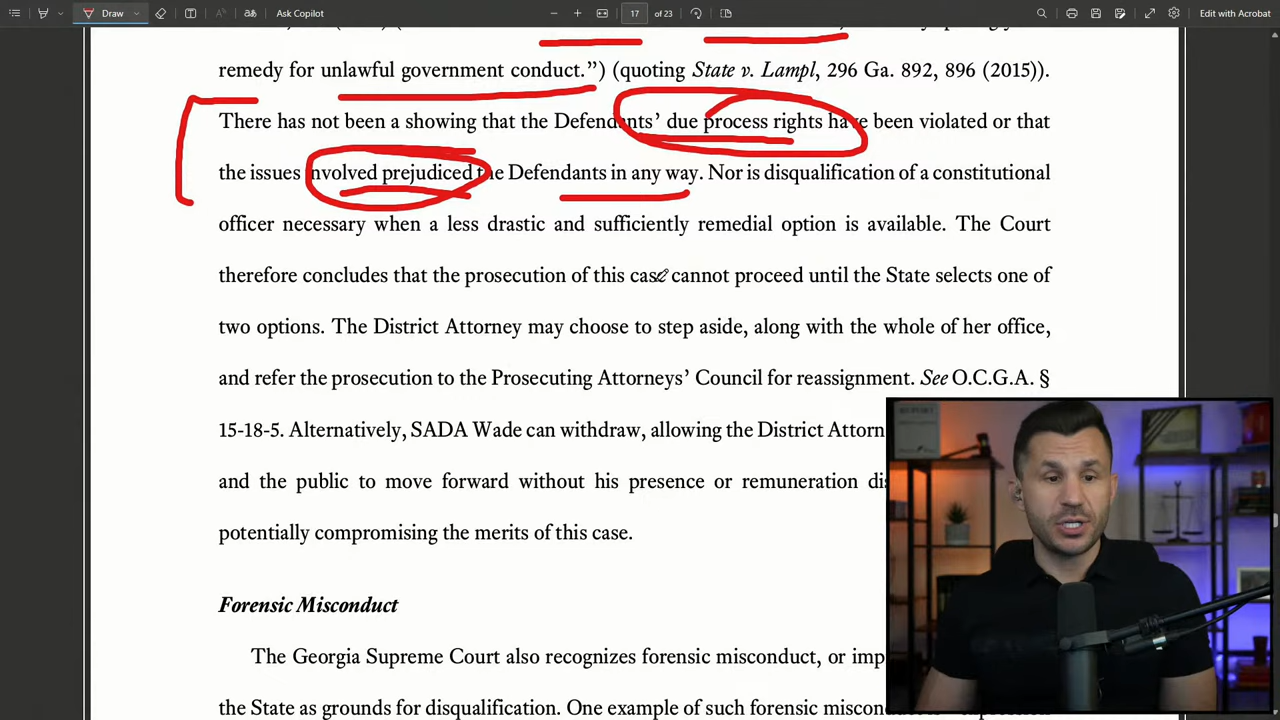 Draw
Ask Copilot
17 of 23
Edit with Acrobat
remedy for unlawful government conduct.") (quoting State v. Lampl, 296 Ga. 892, 896 (2015)).
There has not been a showing that the Defendants' due process rights have been violated or that
the issues involved prejudiced the Defendants in any way. Nor is disqualification of a constitutional
officer necessary when a less drastic and sufficiently remedial option is available. The Court
therefore concludes that the prosecution of this case cannot proceed until the State selects one of
two options. The District Attorney may choose to step aside, along with the whole of her office,
and refer the prosecution to the Prosecuting Attorneys' Council for reassignment. See O.C.G.A. §
15-18-5. Alternatively, SADA Wade can withdraw, allowing the District Attorn
and the public to move forward without his presence or remuneration dis
potentially compromising the merits of this case.
Forensic Misconduct
The Georgia Supreme Court also recognizes forensic misconduct, or imp
the State as grounds for disqualification. One example of such forensic